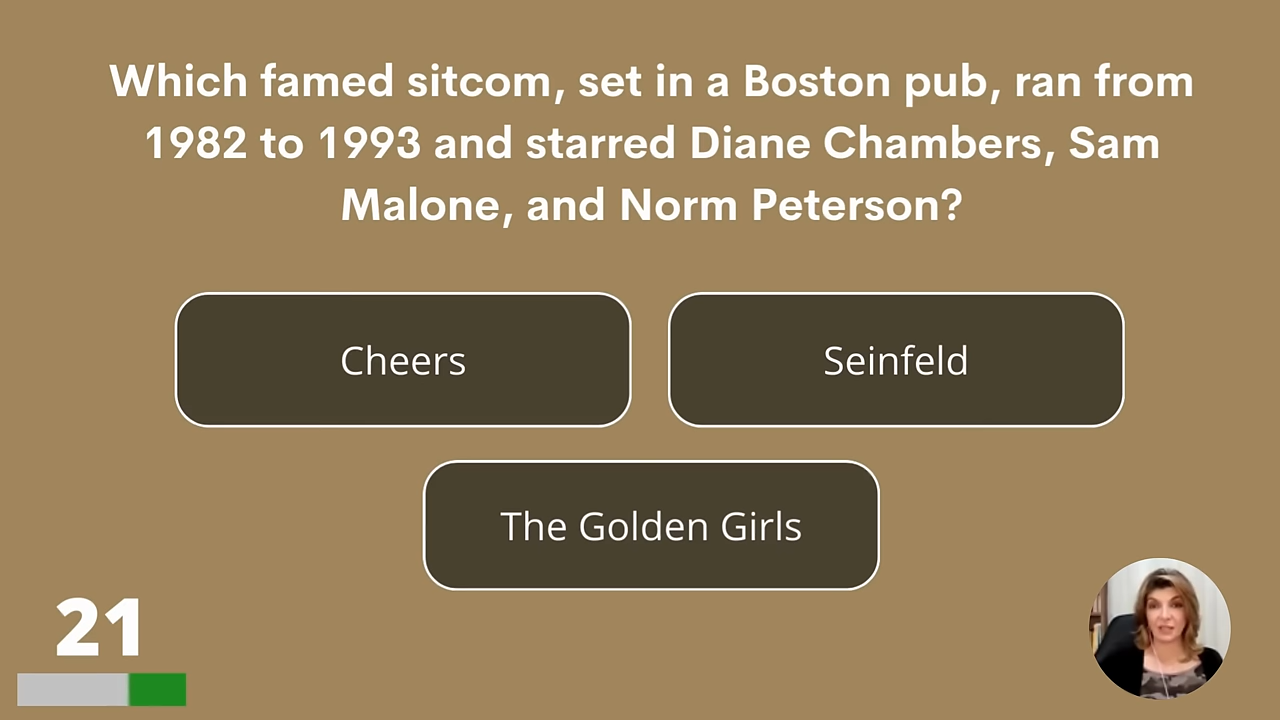 Which famed sitcom, set in a Boston pub, ran from
1982 to 1993 and starred Diane Chambers, Sam
Malone, and Norm Peterson?
Cheers
Seinfeld
The Golden Girls
21